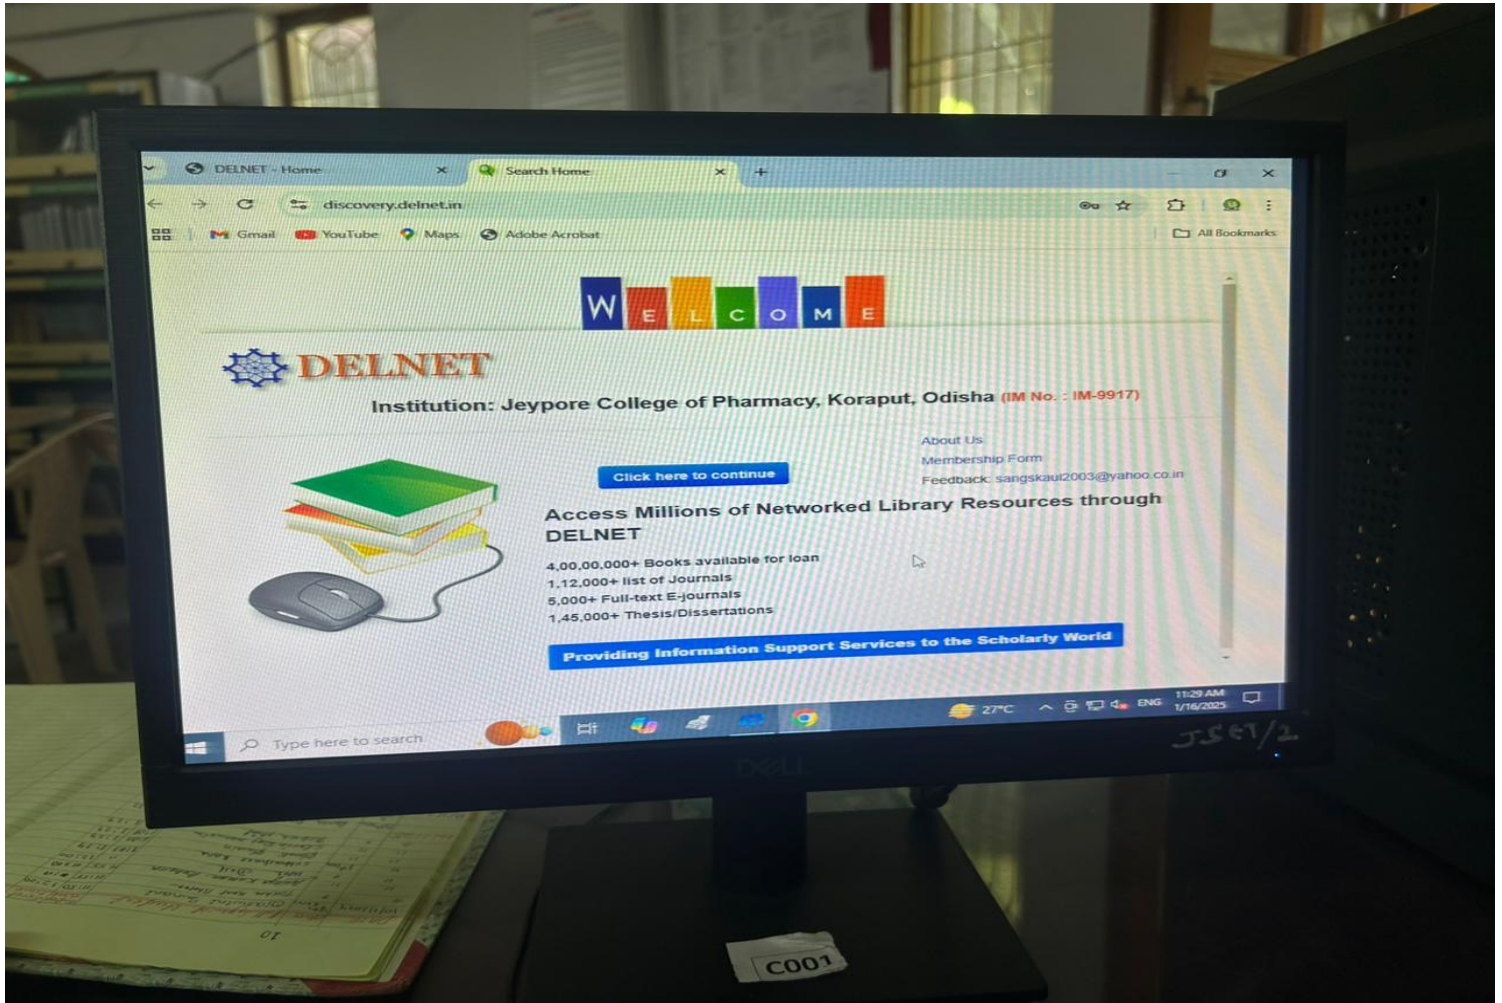 DELNET - Home
Search Home
discovery.delnet.in
Gmail YouTube Maps Adobe Acrobat All Bookmarks
WELCOME
DELNET
Institution: Jeypore College of Pharmacy, Koraput, Odisha (IM No. : IM-9917)
About Us
Click here to continue
Membership Form
Feedback: sangskaul2003@yahoo.co.in
Access Millions of Networked Library Resources through
DELNET
4,00,00,000+ Books available for loan
1,12,000+ list of Journals
5,000+ Full-text E-journals
1,45,000+ Thesis/Dissertations
Providing Information Support Services to the Scholarly World
Type here to search
27°C ENG 11:29 AM
1/16/2025
JSET/2
DELL
10
C001